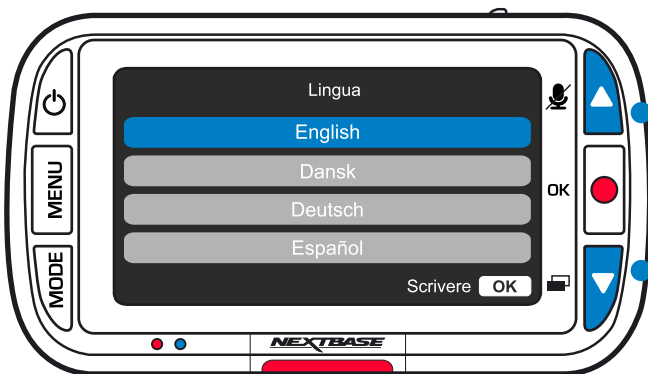 Lingua
English
Dansk
MENU
OK
Deutsch
Español
MODE
Scrivere OK
NEXTBASE